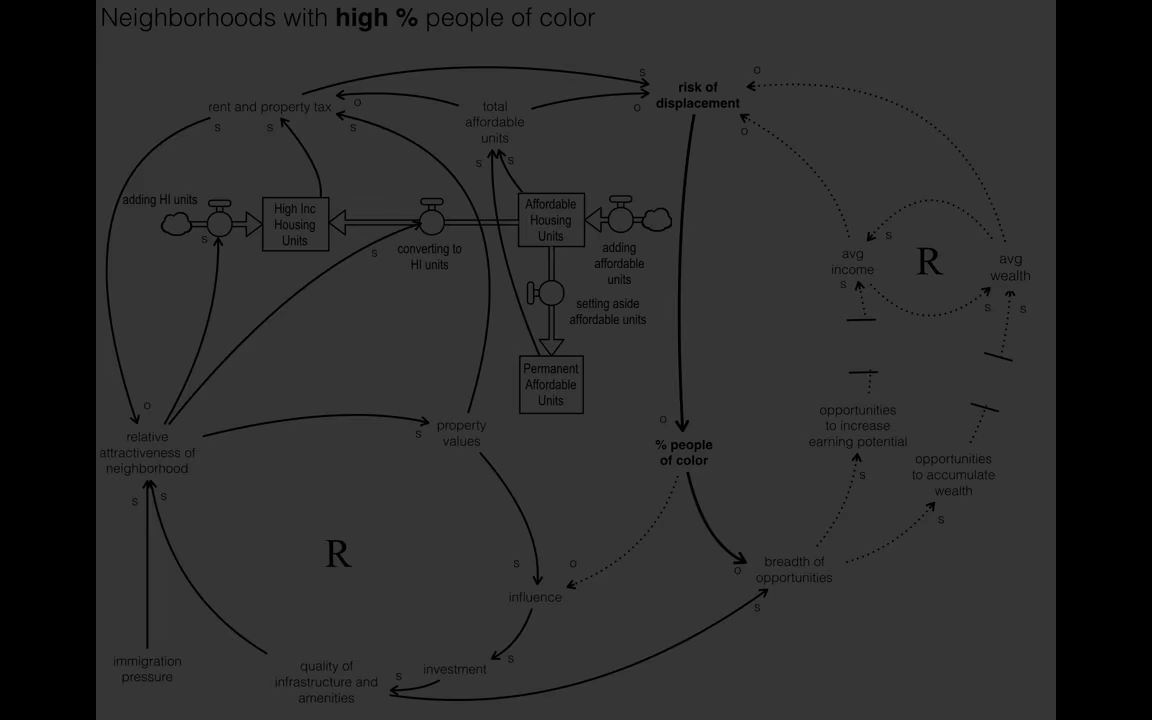 Neighborhoods with high % people of color
s
o
rent and property tax
o
s
s
s
total
affordable
units
o
risk of
displacement
o
s
s
adding HI units
s
High Inc
Housing
Units
s
converting to
HI units
Affordable
Housing
Units
adding
affordable
units
setting aside
affordable units
Permanent
Affordable
Units
avg
income
s
s
R
avg
wealth
s
s
o
relative
attractiveness of
neighborhood
s
s
s
property
values
o
% people
of color
opportunities
to increase
earning potential
s
opportunities
to accumulate
wealth
s
R
s
o
influence
o
breadth of
opportunities
s
immigration
pressure
quality of
infrastructure and
amenities
s
investment
s